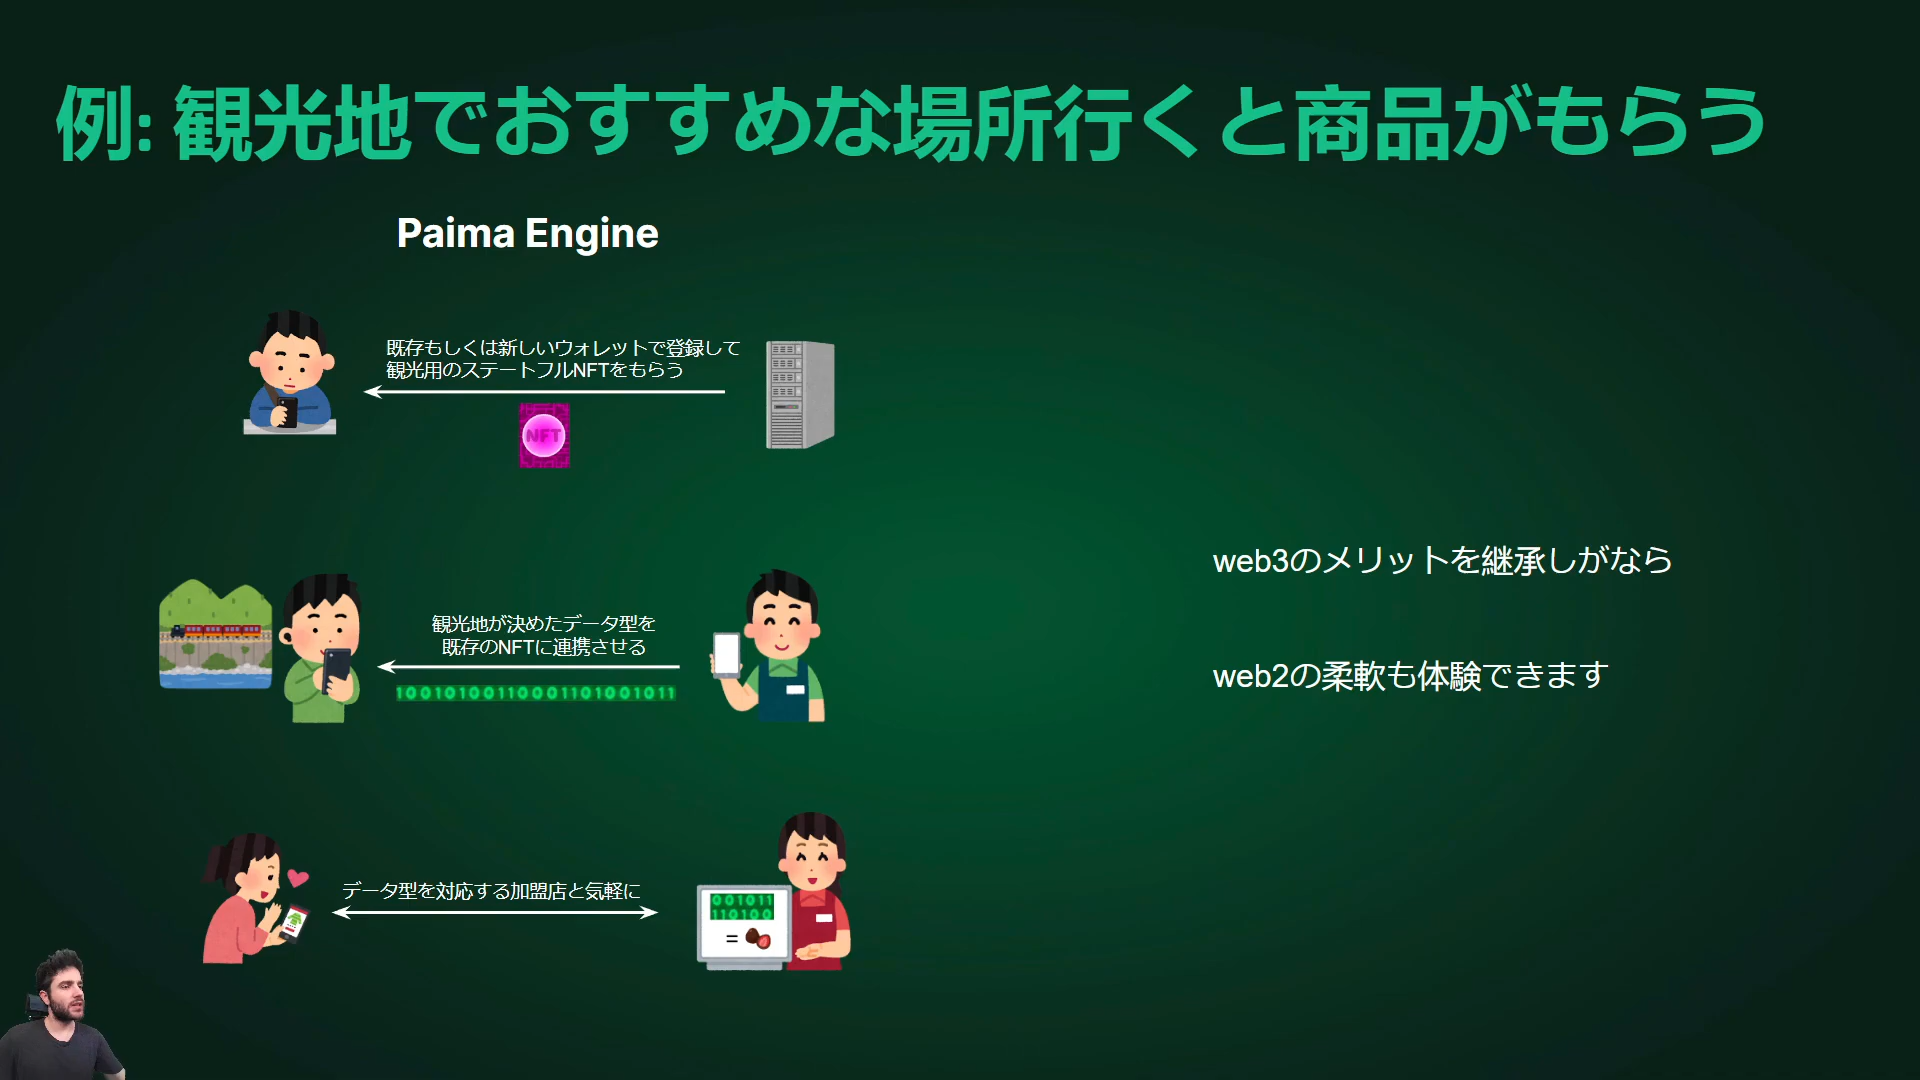 例: 観光地でおすすめな場所行くと商品がもらう
Paima Engine
既存もしくは新しいウォレットで登録して
観光用のステートフルNFTをもらう
NFT
観光地が決めたデータ型を
既存のNFTに連携させる
1001010011000110100 1011
データ型を対応する加盟店と気軽に
001011
110100
=
web3のメリットを継承しがなら
web2の柔軟も体験できます